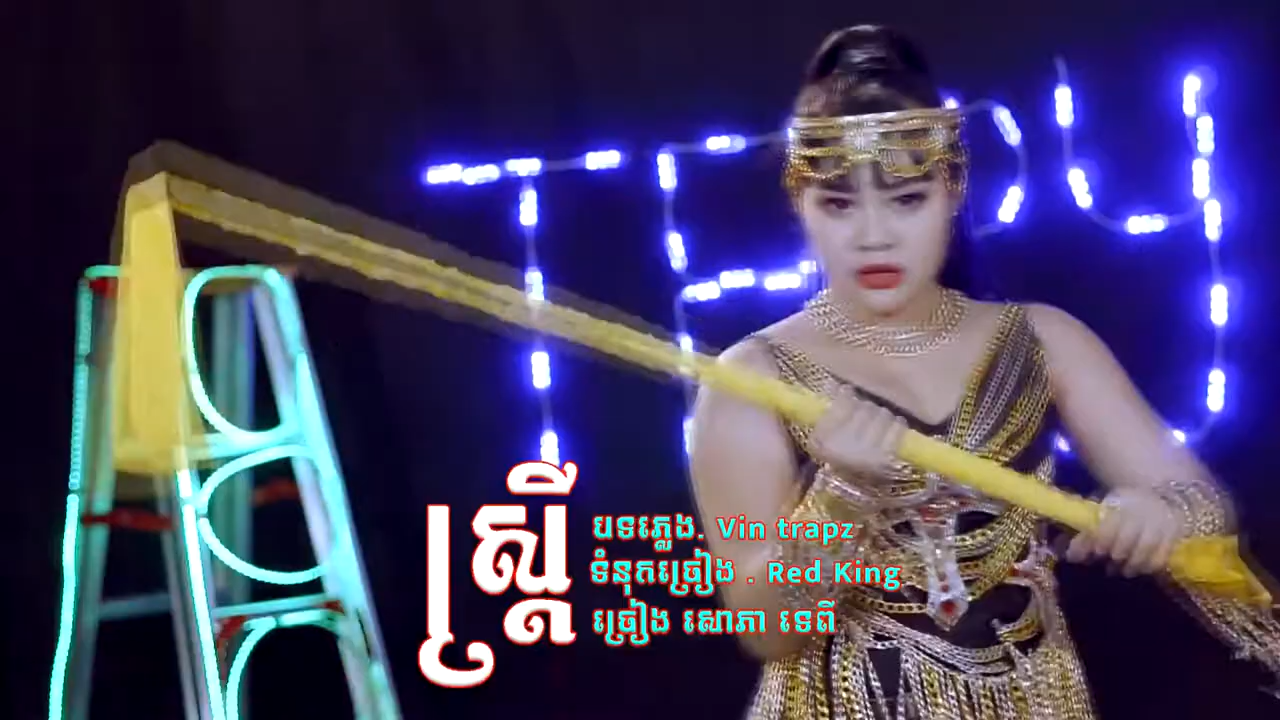 TEPY
ស្ត្រី
បទភ្លេង. Vin trapz
ទំនុកច្រៀង . Red King
ច្រៀង សោភា ទេពី